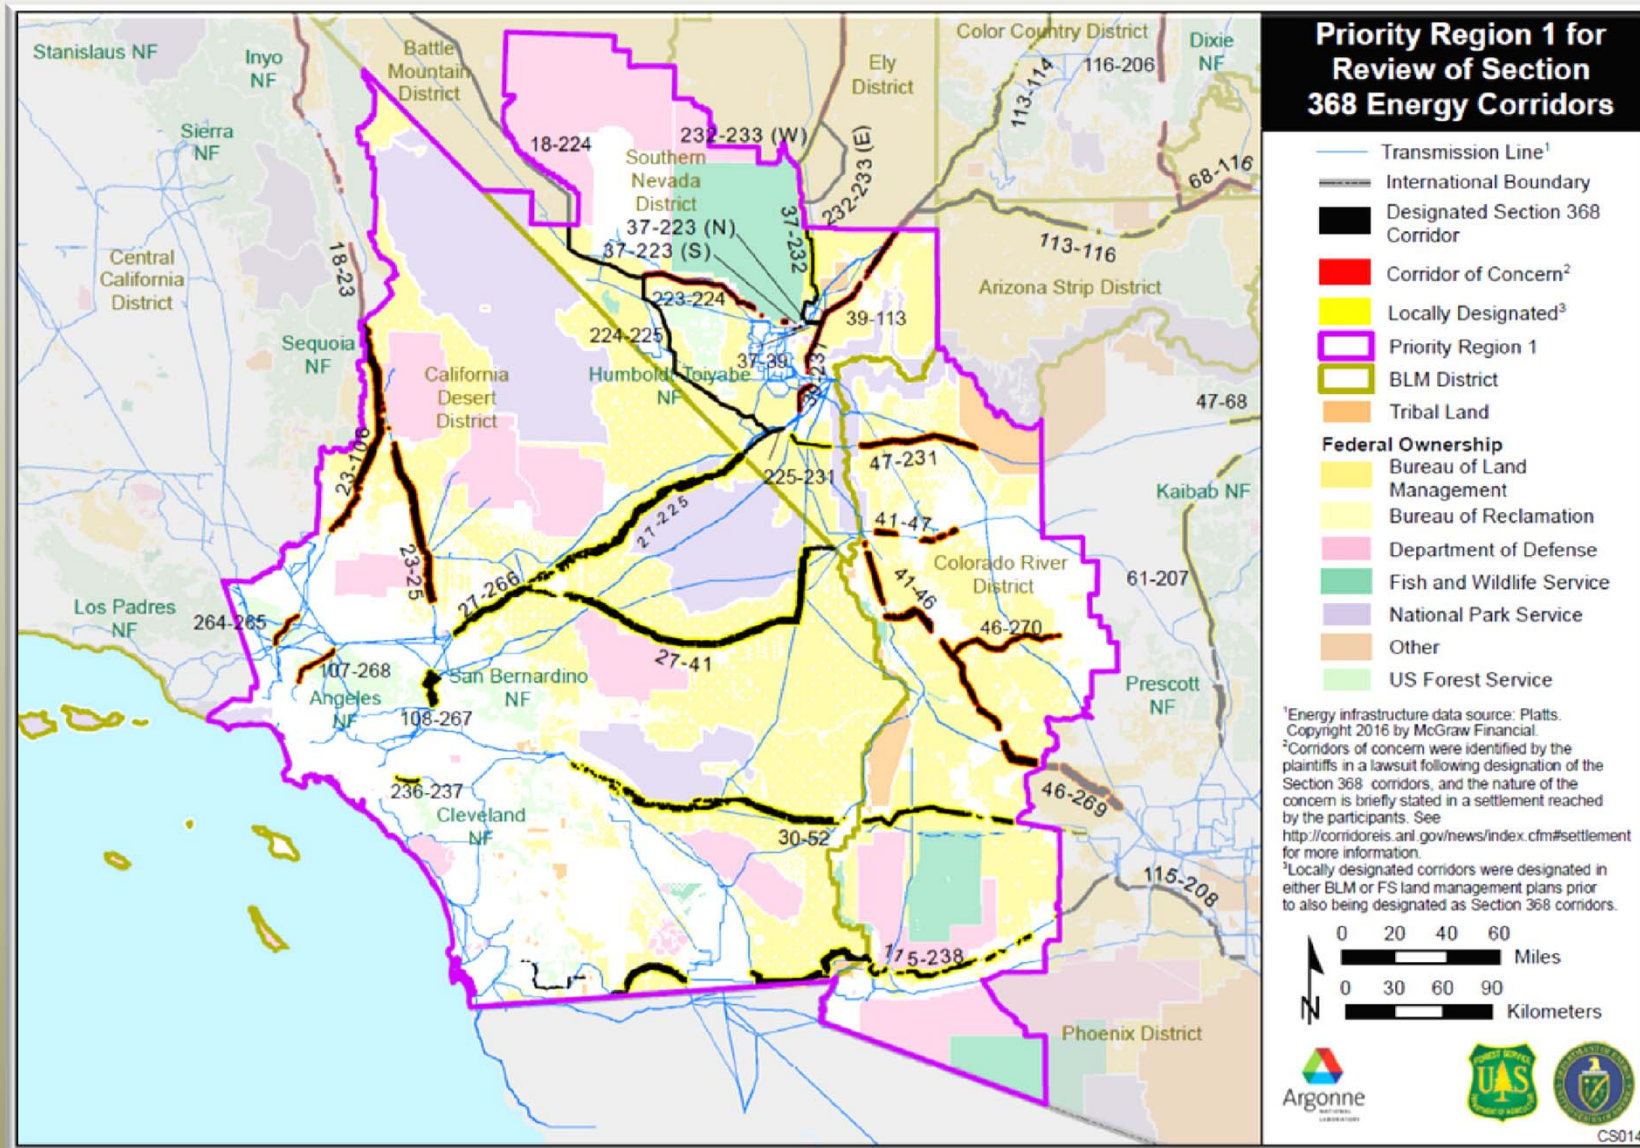 Priority Region 1 for
Review of Section
368 Energy Corridors
Transmission Line¹
International Boundary
Designated Section 368
Corridor
Corridor of Concern²
Locally Designated³
Priority Region 1
BLM District
Tribal Land
Federal Ownership
Bureau of Land
Management
Bureau of Reclamation
Department of Defense
Fish and Wildlife Service
National Park Service
Other
US Forest Service
¹Energy infrastructure data source: Platts.
Copyright 2016 by McGraw Financial.
²Corridors of concern were identified by the
plaintiffs in a lawsuit following designation of the
Section 368 corridors, and the nature of the
concern is briefly stated in a settlement reached
by the participants. See
http://corridoreis.anl.gov/news/index.cfm#settlement
for more information.
³Locally designated corridors were designated in
either BLM or FS land management plans prior
to also being designated as Section 368 corridors.
0 20 40 60
Miles
0 30 60 90
Kilometers
N
Argonne
NATIONAL
LABORATORY
FOREST SERVICE
UAS
DEPARTMENT OF AGRICULTURE
CS014
Stanislaus NF
Inyo
NF
Battle
Mountain
District
Color Country District
Dixie
NF
Ely
District
116-206
113-114
Sierra
NF
18-224
232-233 (W)
232-233 (E)
Southern
Nevada
District
68-116
37-223 (N)
37-223 (S)
37-232
113-116
Central
California
District
18-23
Arizona Strip District
223-224
39-113
224-225
Sequoia
NF
37-39
39-231
California
Desert
District
Humboldt-Toiyabe
NF
47-68
23-106
47-231
225-231
Kaibab NF
27-225
41-47
23-25
Colorado River
District
61-207
27-266
41-46
Los Padres
NF
264-265
46-270
27-41
107-268
San Bernardino
NF
Angeles
NF
Prescott
NF
108-267
236-237
46-269
Cleveland
NF
30-52
115-208
115-238
Phoenix District